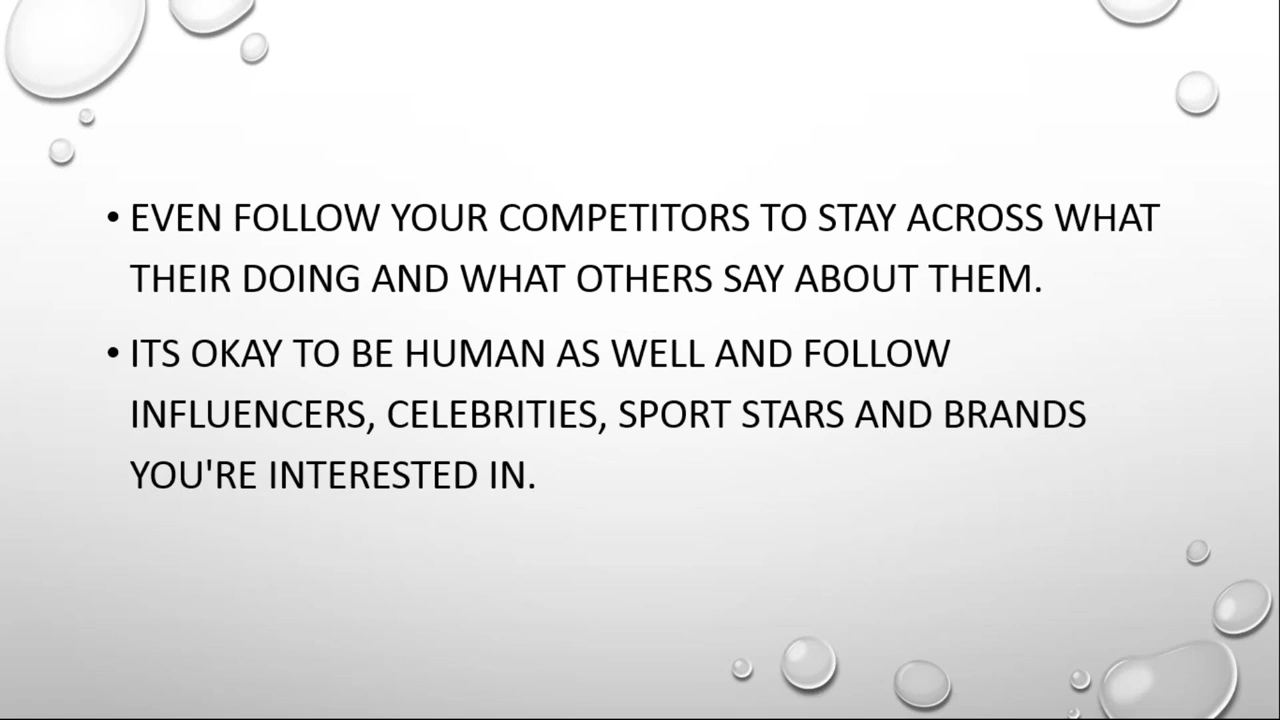 • EVEN FOLLOW YOUR COMPETITORS TO STAY ACROSS WHAT
THEIR DOING AND WHAT OTHERS SAY ABOUT THEM.
• ITS OKAY TO BE HUMAN AS WELL AND FOLLOW
INFLUENCERS, CELEBRITIES, SPORT STARS AND BRANDS
YOU'RE INTERESTED IN.